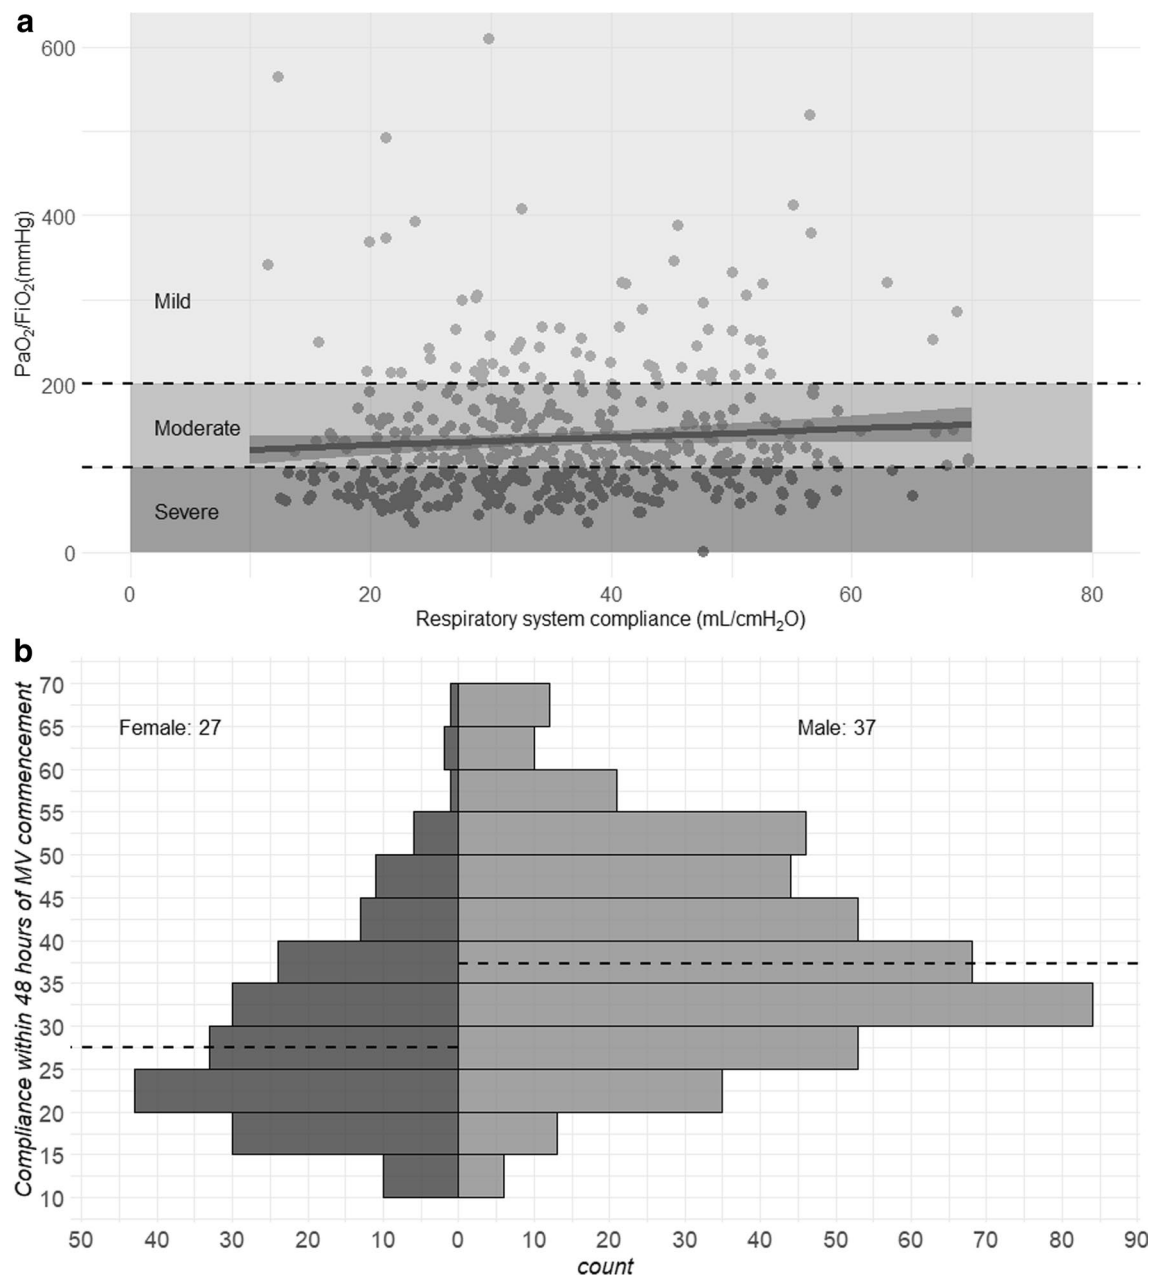 a
600
400
200
0
PaO₂/FiO₂(mmHg)
Mild
Moderate
Severe
0 20 40 60 80
Respiratory system compliance (mL/cmH₂O)
b
70
65
60
55
50
45
40
35
30
25
20
15
10
Compliance within 48 hours of MV commencement
Female: 27 Male: 37
50 40 30 20 10 0 10 20 30 40 50 60 70 80 90
count